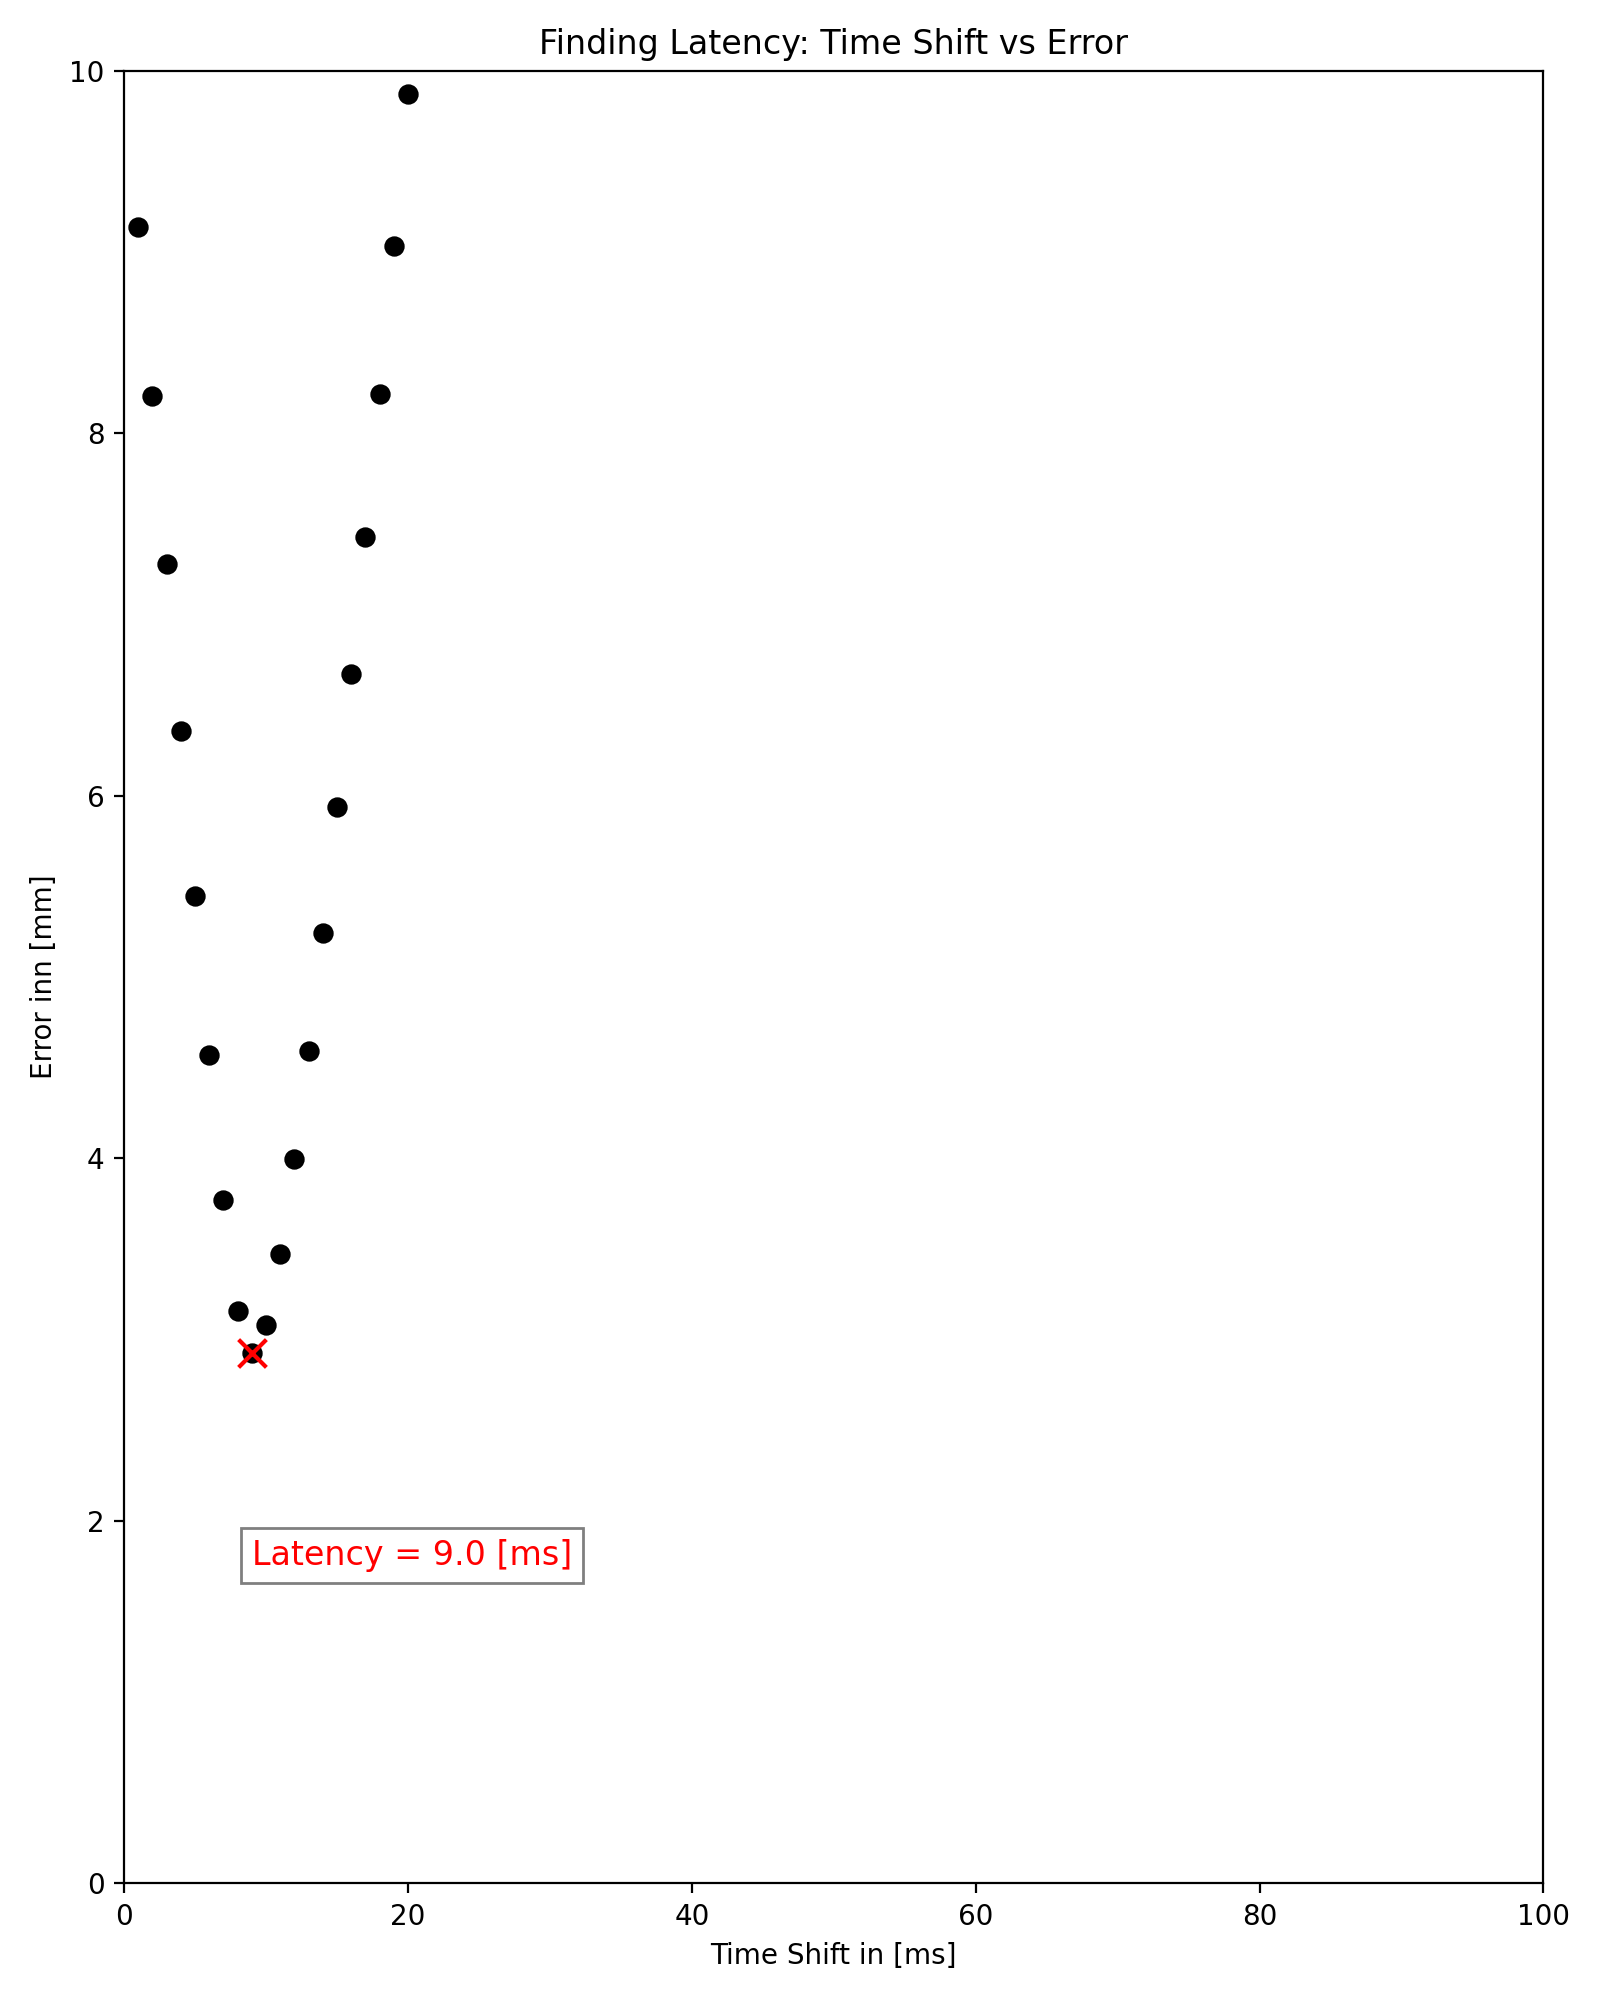 Finding Latency: Time Shift vs Error
10
8
6
4
2
0
Error inn [mm]
Latency = 9.0 [ms]
0 20 40 60 80 100
Time Shift in [ms]